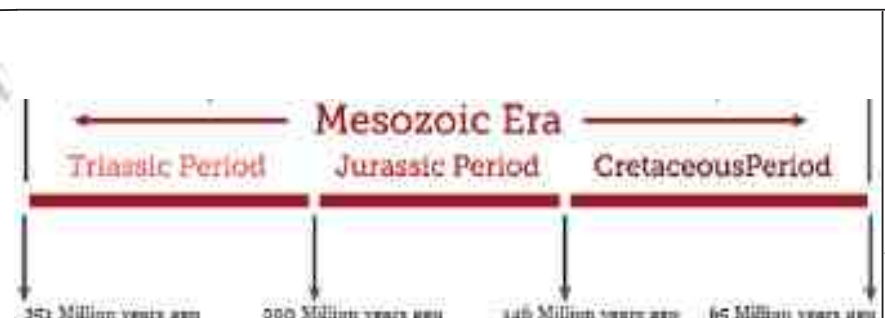 Mesozoic Era
Triassic Period Jurassic Period CretaceousPeriod
251 Million years ago 200 Million years ago 146 Million years ago 65 Million years ago